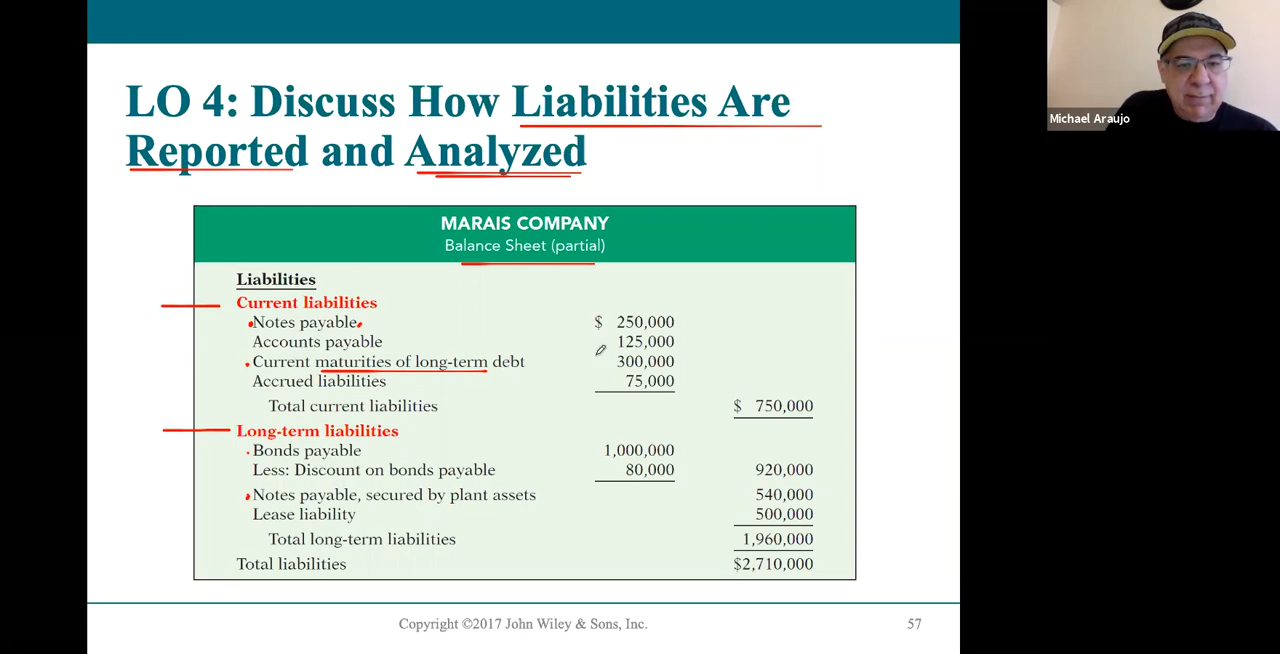 LO 4: Discuss How Liabilities Are
Reported and Analyzed
Michael Araujo
MARAIS COMPANY
Balance Sheet (partial)
Liabilities
Current liabilities
Notes payable $ 250,000
Accounts payable 125,000
Current maturities of long-term debt 300,000
Accrued liabilities 75,000
Total current liabilities $ 750,000
Long-term liabilities
Bonds payable 1,000,000
Less: Discount on bonds payable 80,000 920,000
Notes payable, secured by plant assets 540,000
Lease liability 500,000
Total long-term liabilities 1,960,000
Total liabilities $2,710,000
Copyright ©2017 John Wiley & Sons, Inc. 57